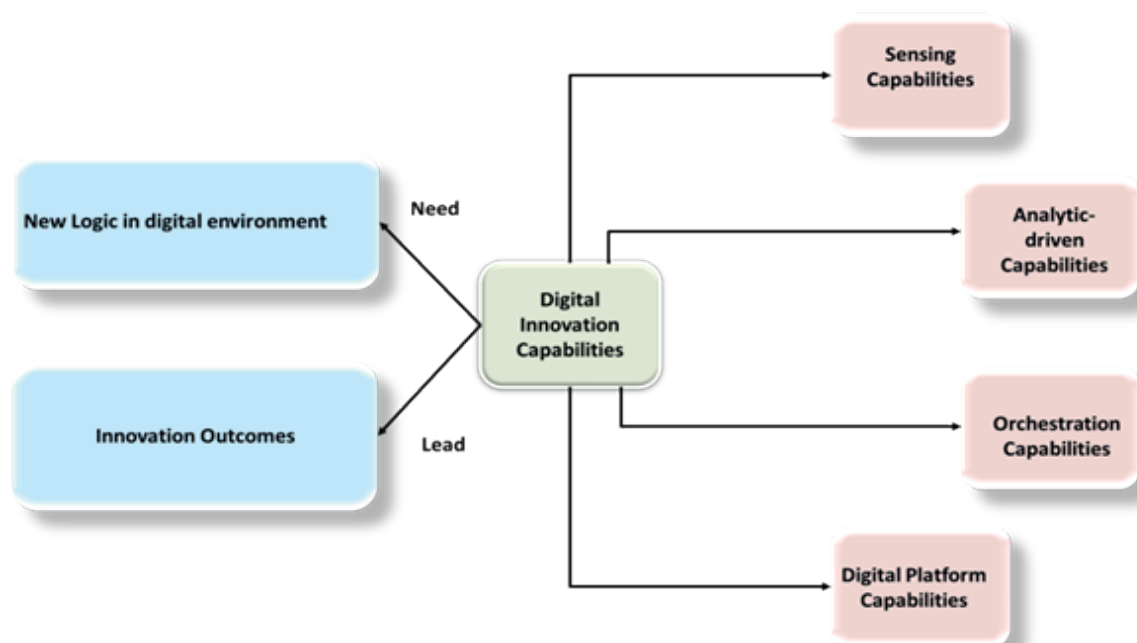 New Logic in digital environment
Need
Innovation Outcomes
Lead
Digital
Innovation
Capabilities
Sensing
Capabilities
Analytic-
driven
Capabilities
Orchestration
Capabilities
Digital Platform
Capabilities